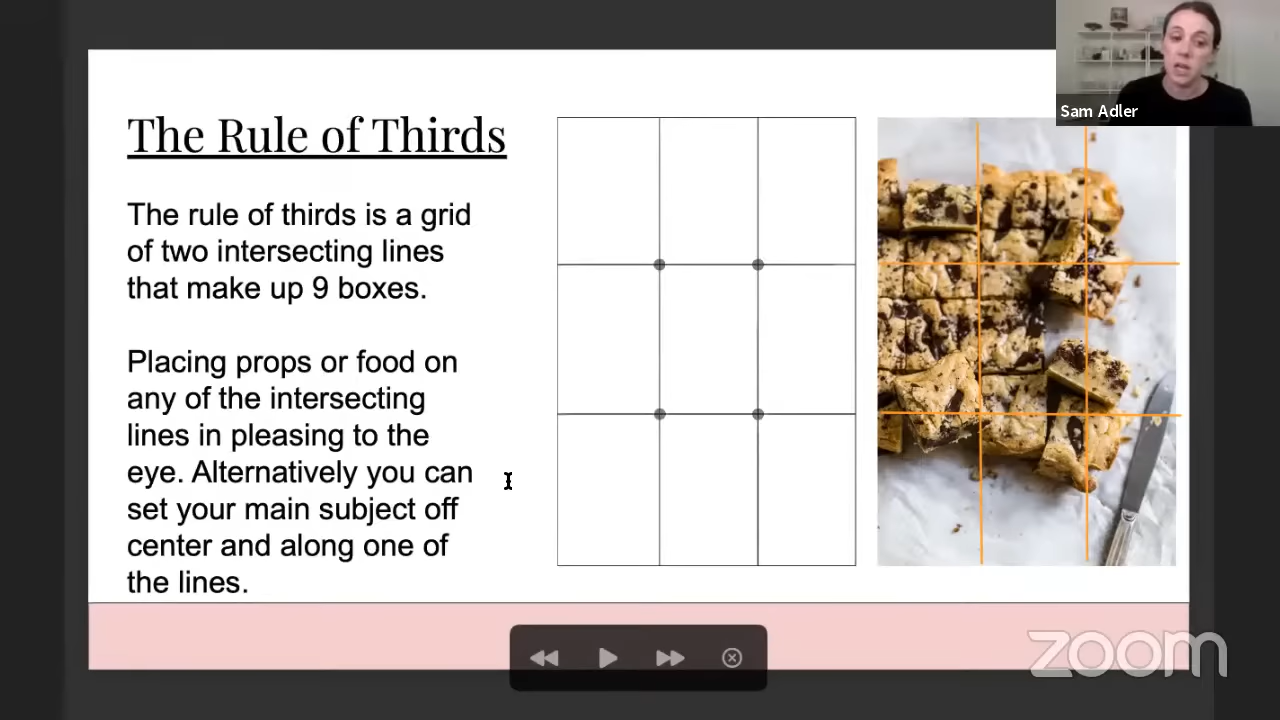 Sam Adler
The Rule of Thirds
The rule of thirds is a grid
of two intersecting lines
that make up 9 boxes.
Placing props or food on
any of the intersecting
lines in pleasing to the
eye. Alternatively you can
set your main subject off
center and along one of
the lines.
zoom